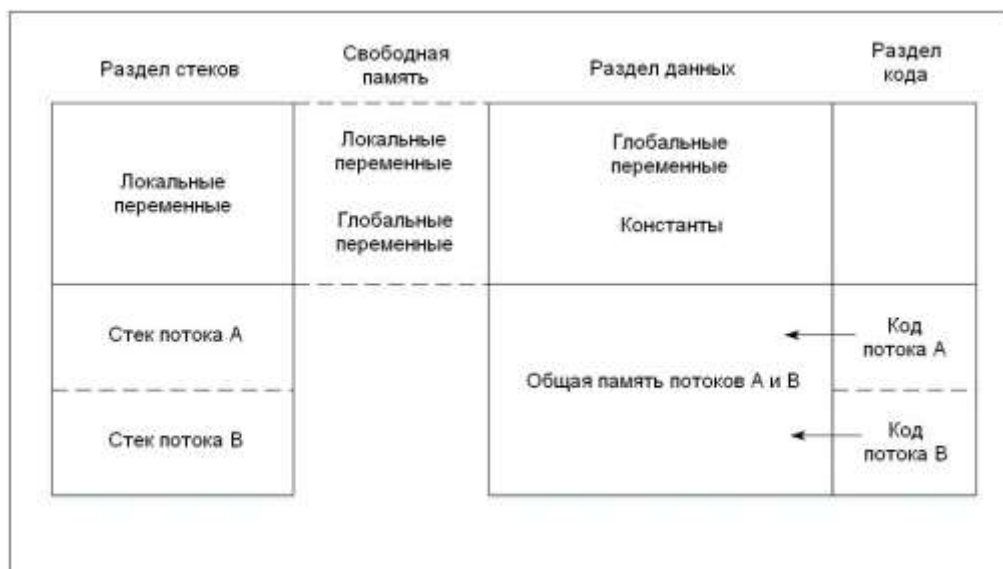 Раздел стеков
Свободная
память
Раздел данных
Раздел
кода
Локальные
переменные
Локальные
переменные
Глобальные
переменные
Глобальные
переменные
Константы
Стек потока А
Стек потока В
Общая память потоков А и В
Код
потока А
Код
потока В